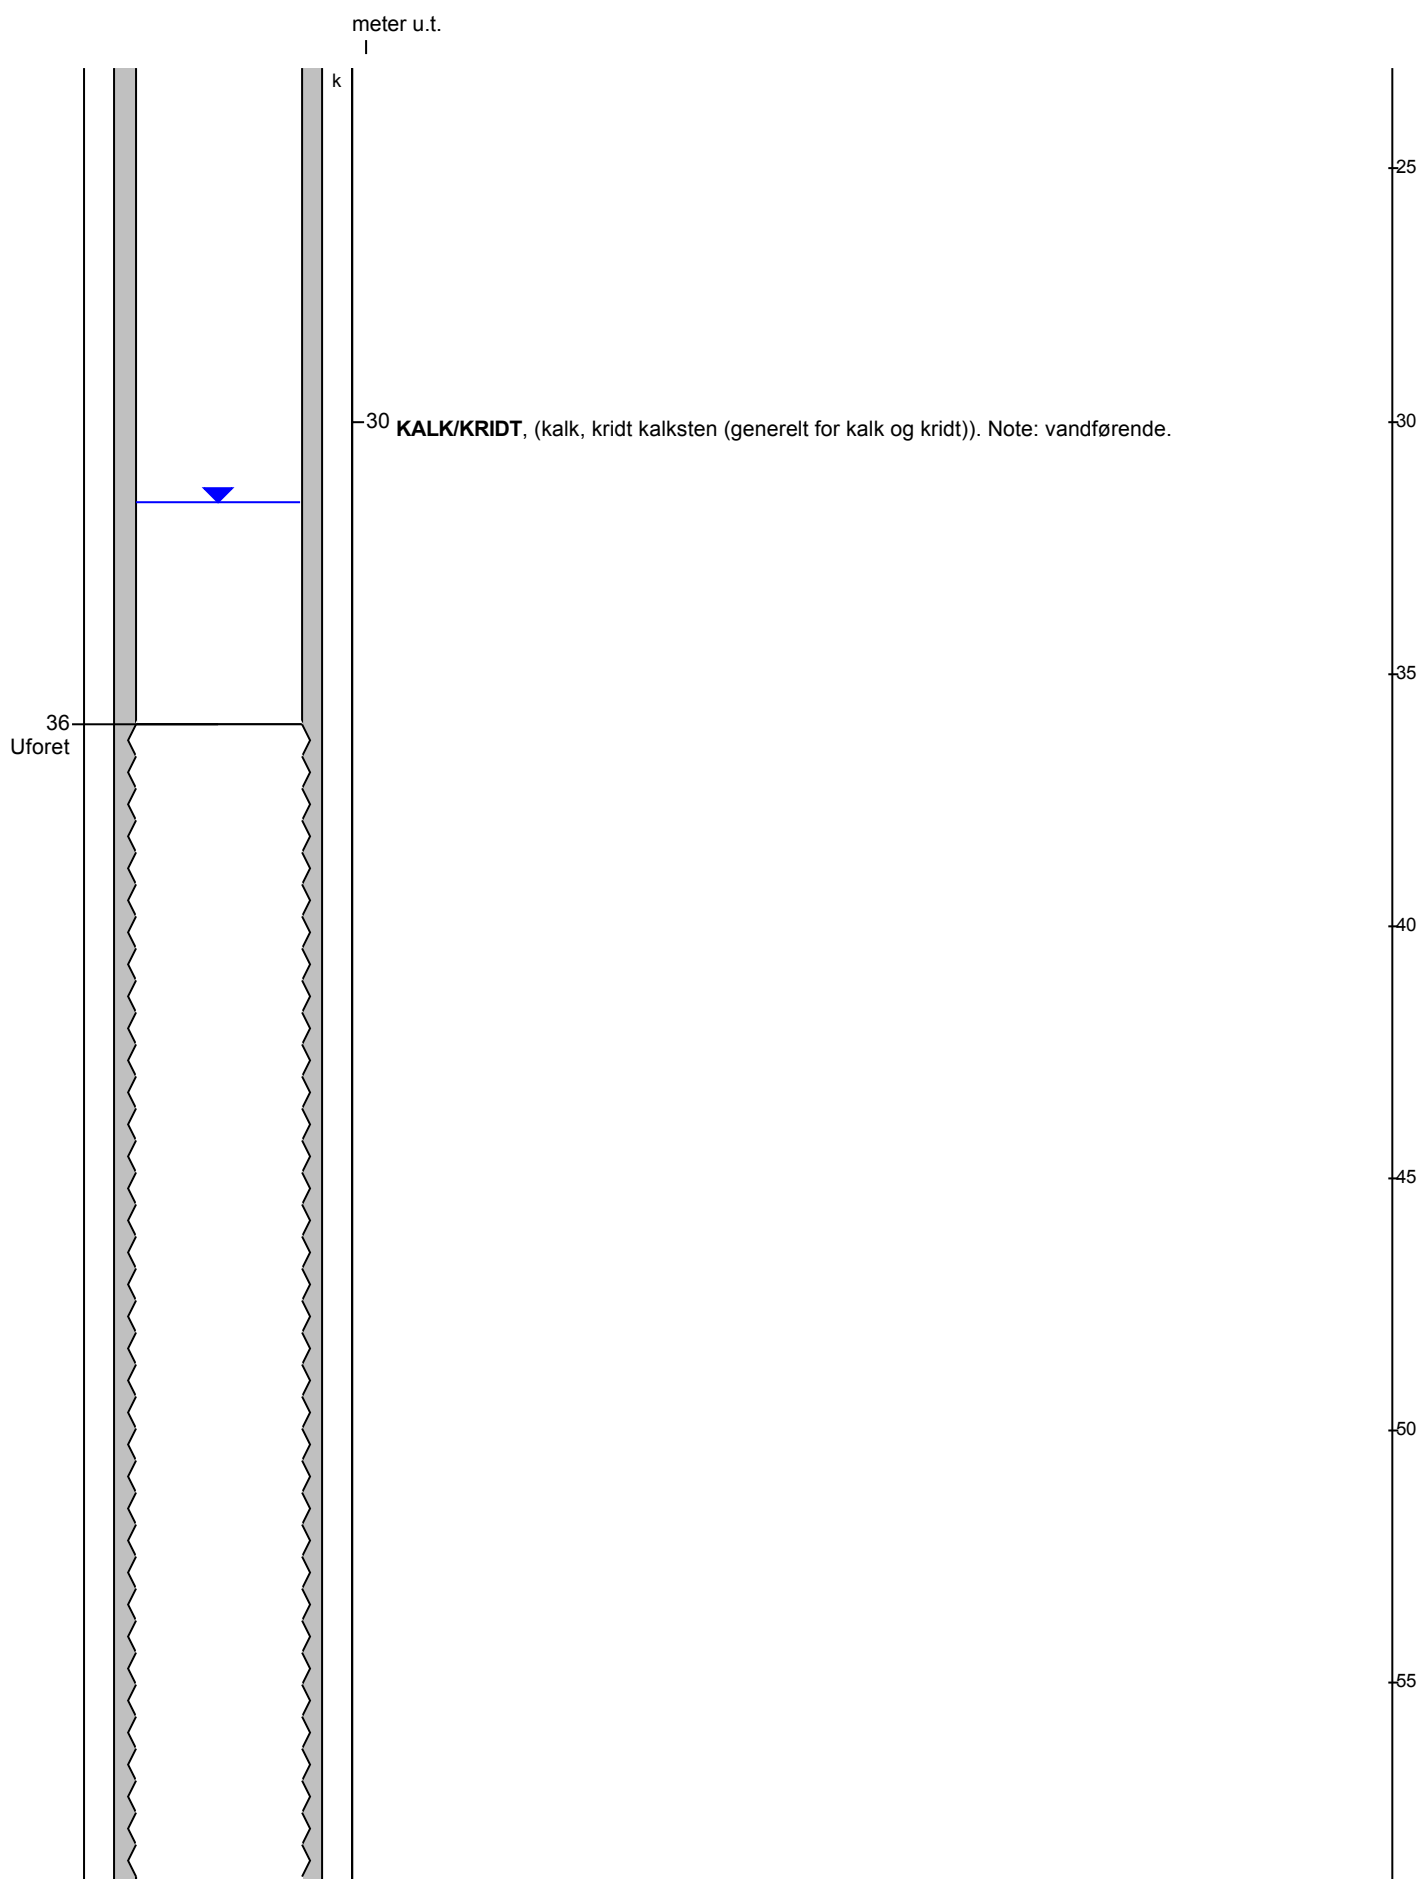 meter u.t.
k
25
30 KALK/KRIDT, (kalk, kridt kalksten (generelt for kalk og kridt)). Note: vandførende.
30
35
36
Uforet
40
45
50
55